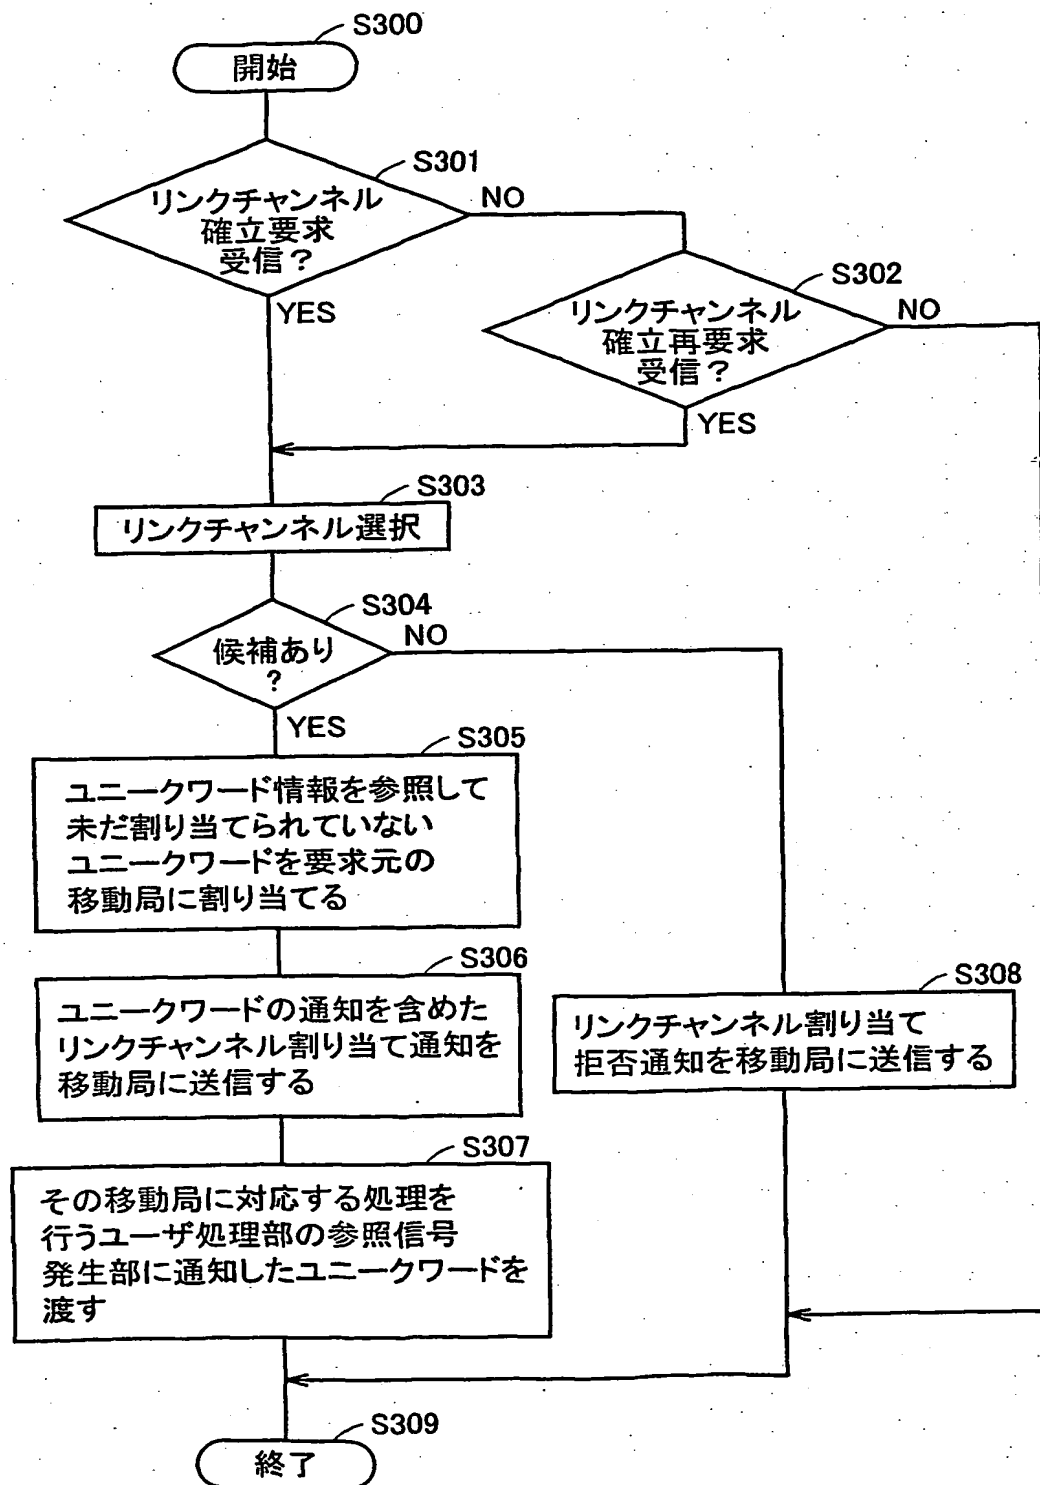 S300
開始
S301
リンクチャンネル
確立要求
受信？
NO
YES
S302
リンクチャンネル
確立再要求
受信？
NO
YES
S303
リンクチャンネル選択
S304
候補あり
？
NO
YES
S305
ユニークワード情報を参照して
未だ割り当てられていない
ユニークワードを要求元の
移動局に割り当てる
S306
ユニークワードの通知を含めた
リンクチャンネル割り当て通知を
移動局に送信する
S308
リンクチャンネル割り当て
拒否通知を移動局に送信する
S307
その移動局に対応する処理を
行うユーザ処理部の参照信号
発生部に通知したユニークワードを
渡す
S309
終了